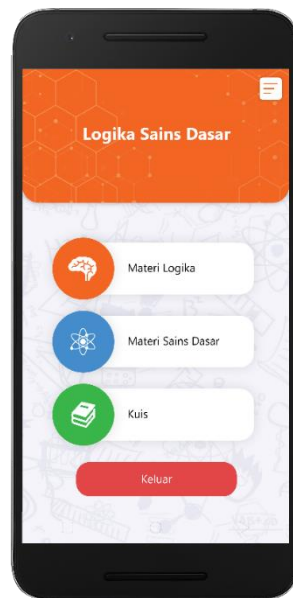 Logika Sains Dasar
Materi Logika
Materi Sains Dasar
Kuis
Keluar